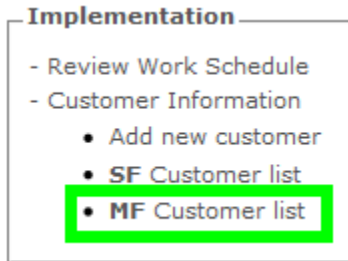 Implementation
- Review Work Schedule
- Customer Information
• Add new customer
• SF Customer list
• MF Customer list